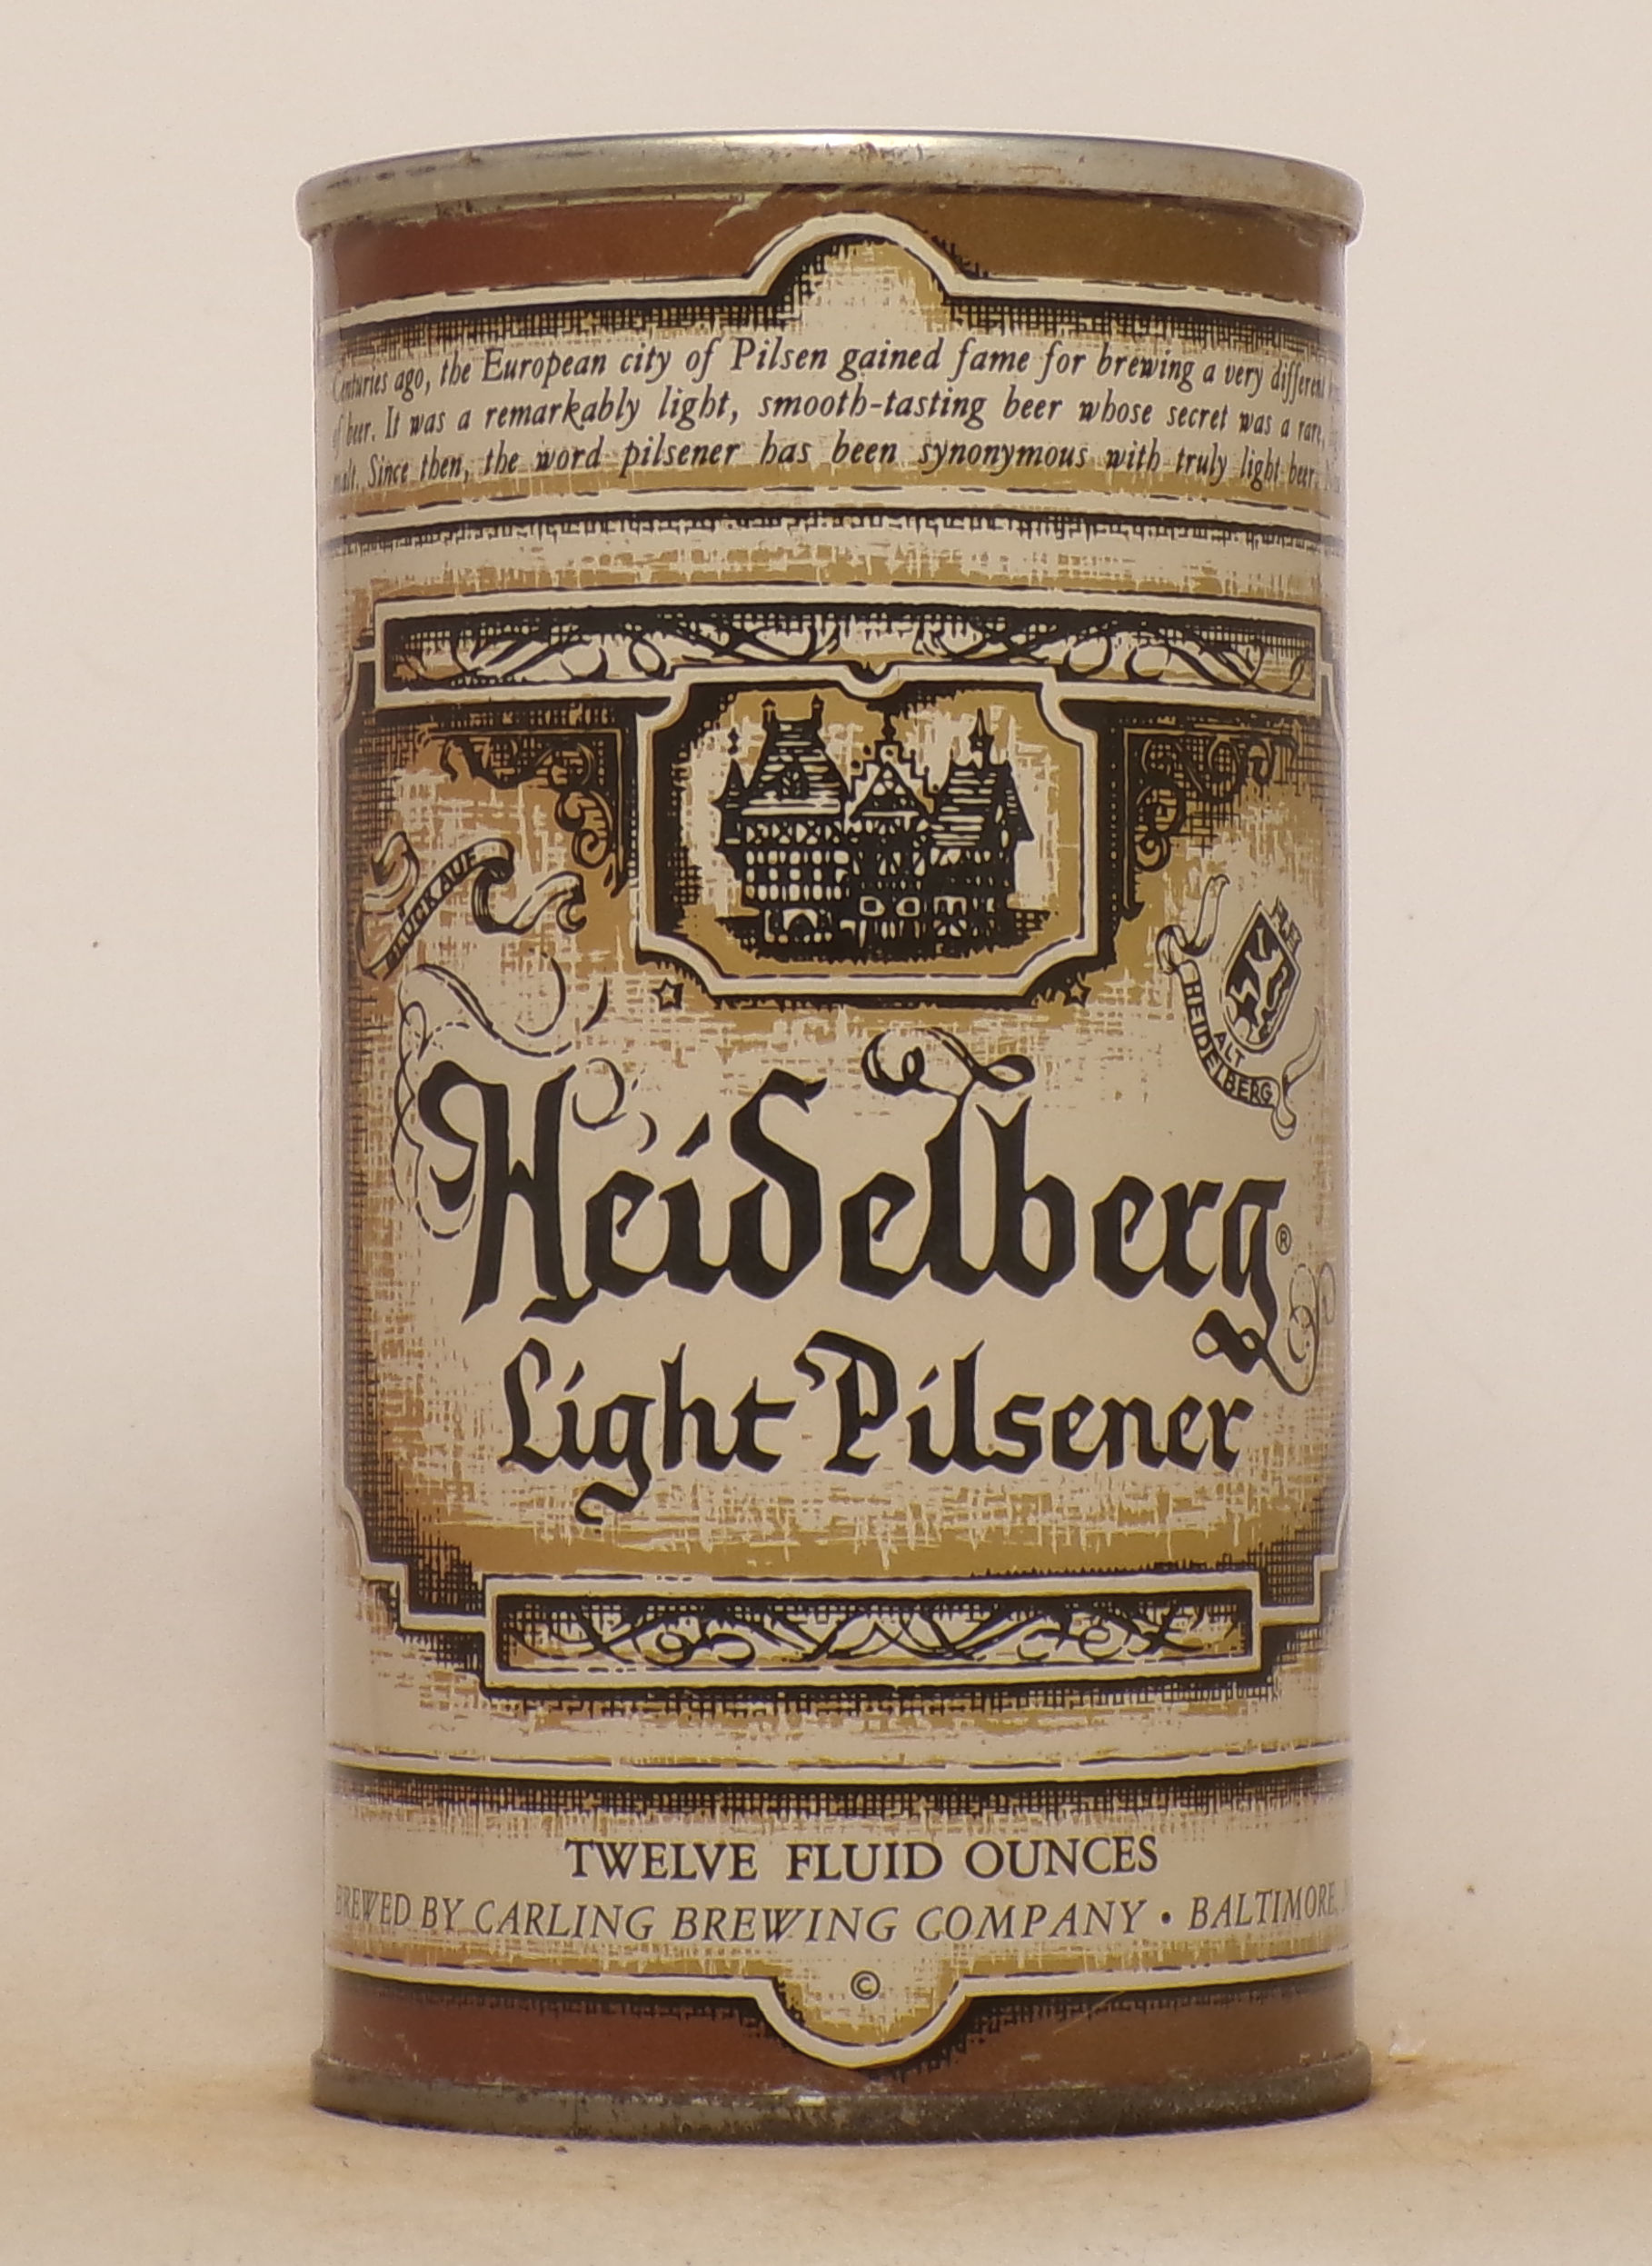 Centuries ago, the European city of Pilsen gained fame for brewing a very different
of beer. It was a remarkably light, smooth-tasting beer whose secret was a rare,
malt. Since then, the word pilsener has been synonymous with truly light beer.
GLÜCK AUF
ALT
HEIDELBERG
Heidelberg®
Light Pilsener
TWELVE FLUID OUNCES
BREWED BY CARLING BREWING COMPANY • BALTIMORE,
©